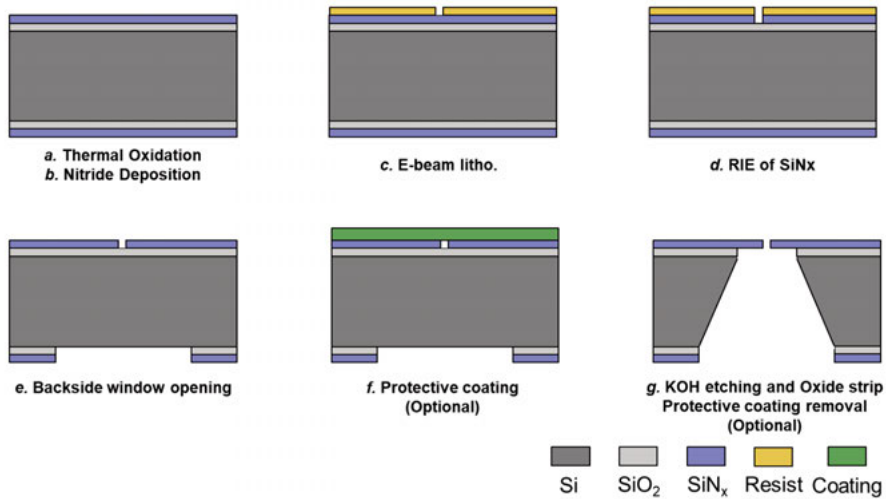 a. Thermal Oxidation
b. Nitride Deposition
c. E-beam litho.
d. RIE of SiNx
e. Backside window opening
f. Protective coating
(Optional)
g. KOH etching and Oxide strip
Protective coating removal
(Optional)
Si SiO₂ SiNₓ Resist Coating